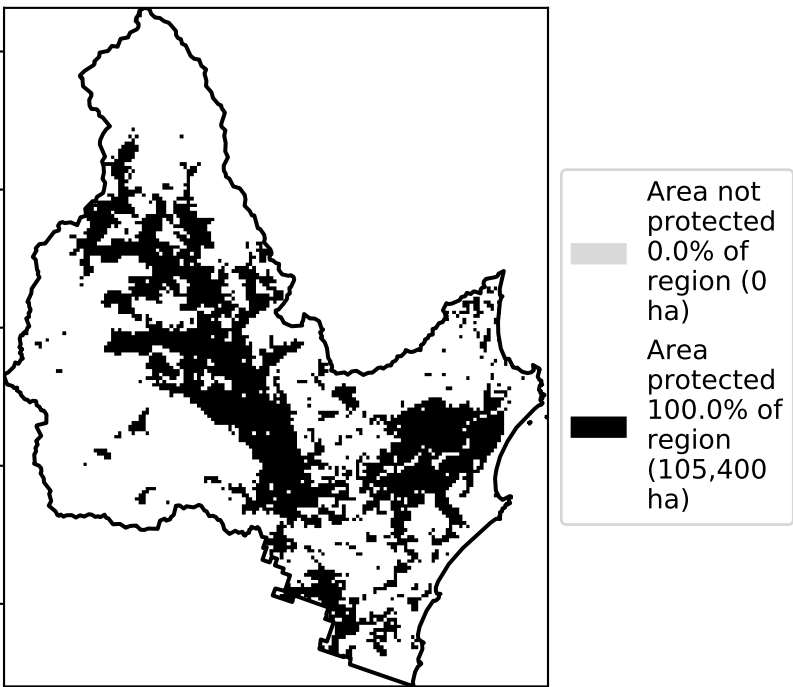 Area not
protected
0.0% of
region (0
ha)
Area
protected
100.0% of
region
(105,400
ha)